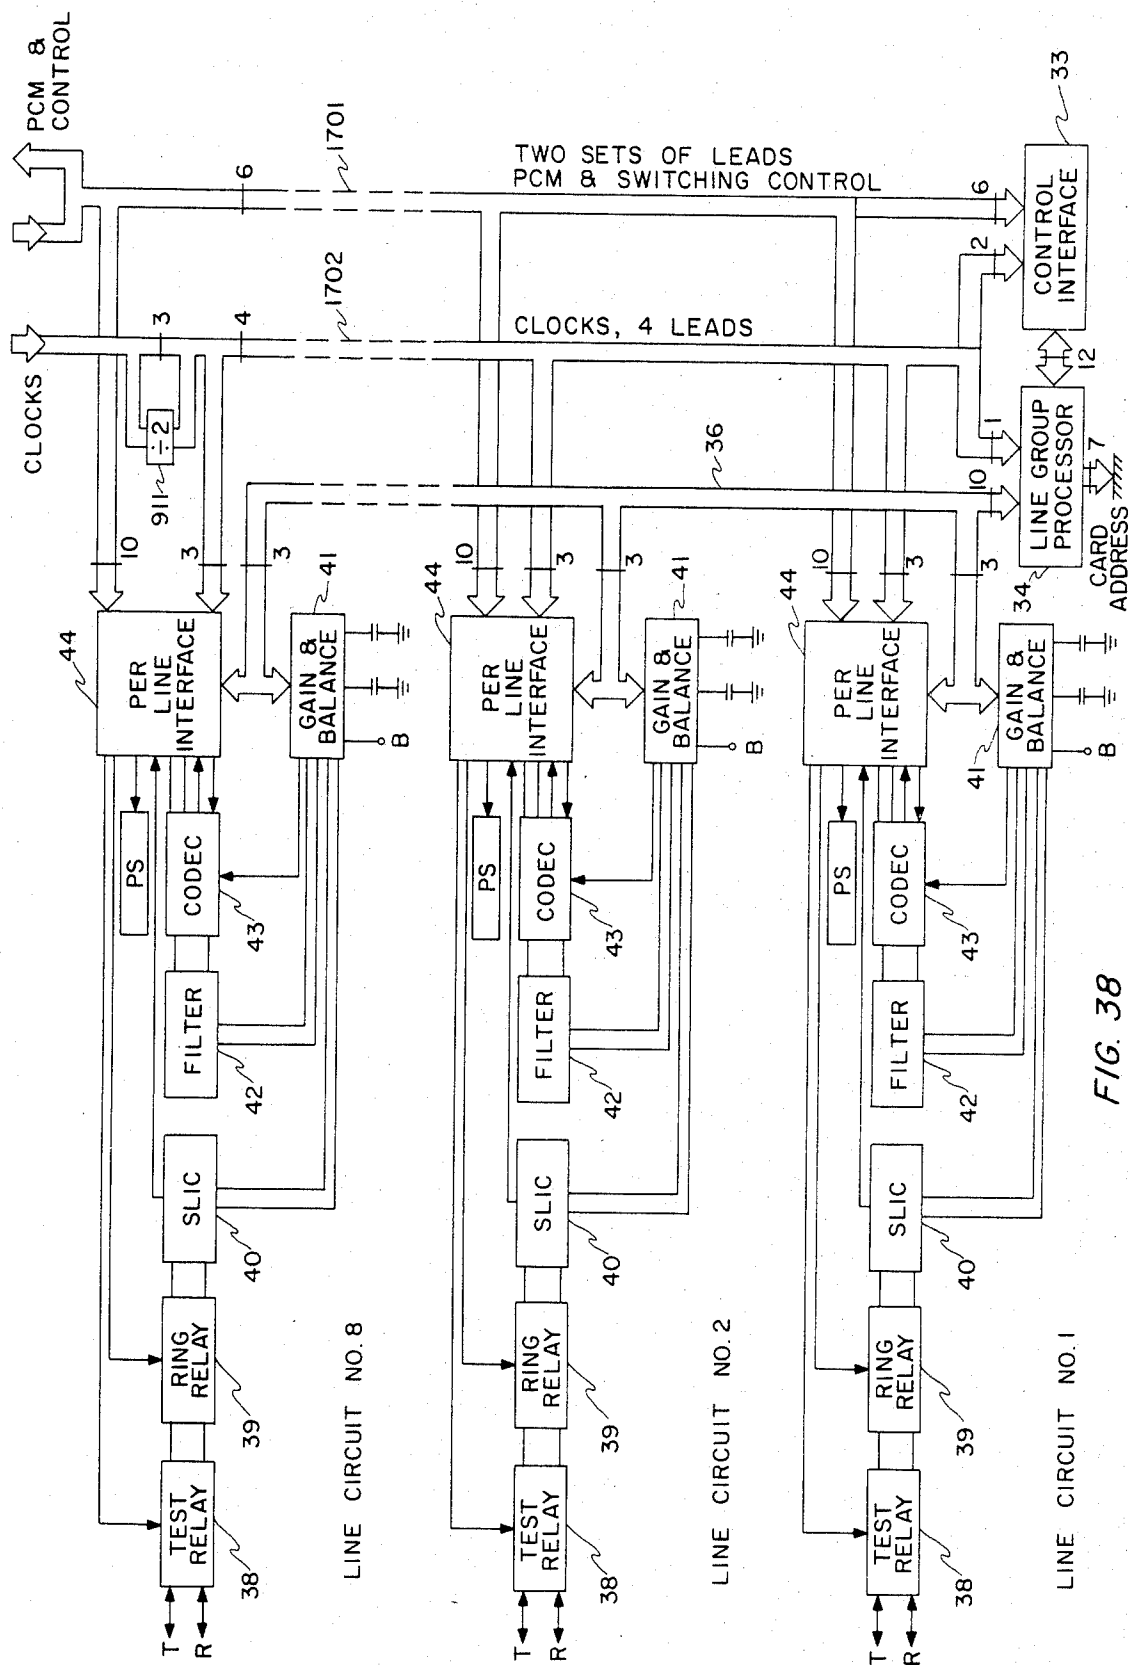 PCM &
CONTROL
CLOCKS
911
÷2
3
4
6
1702
1701
TWO SETS OF LEADS
PCM & SWITCHING CONTROL
CLOCKS, 4 LEADS
36
44
10
3
3
PER
LINE
INTERFACE
41
GAIN &
BALANCE
B
PS
CODEC
43
FILTER
42
SLIC
40
RING
RELAY
39
TEST
RELAY
38
T
R
LINE CIRCUIT NO. 8
44
10
3
3
PER
LINE
INTERFACE
41
GAIN &
BALANCE
B
PS
CODEC
43
FILTER
42
SLIC
40
RING
RELAY
39
TEST
RELAY
38
T
R
LINE CIRCUIT NO. 2
44
10
3
3
PER
LINE
INTERFACE
41
GAIN &
BALANCE
B
PS
CODEC
43
FILTER
42
SLIC
40
RING
RELAY
39
TEST
RELAY
38
T
R
LINE CIRCUIT NO. 1
10
1
2
6
34
LINE GROUP
PROCESSOR
12
CONTROL
INTERFACE
33
7
CARD
ADDRESS
FIG. 38